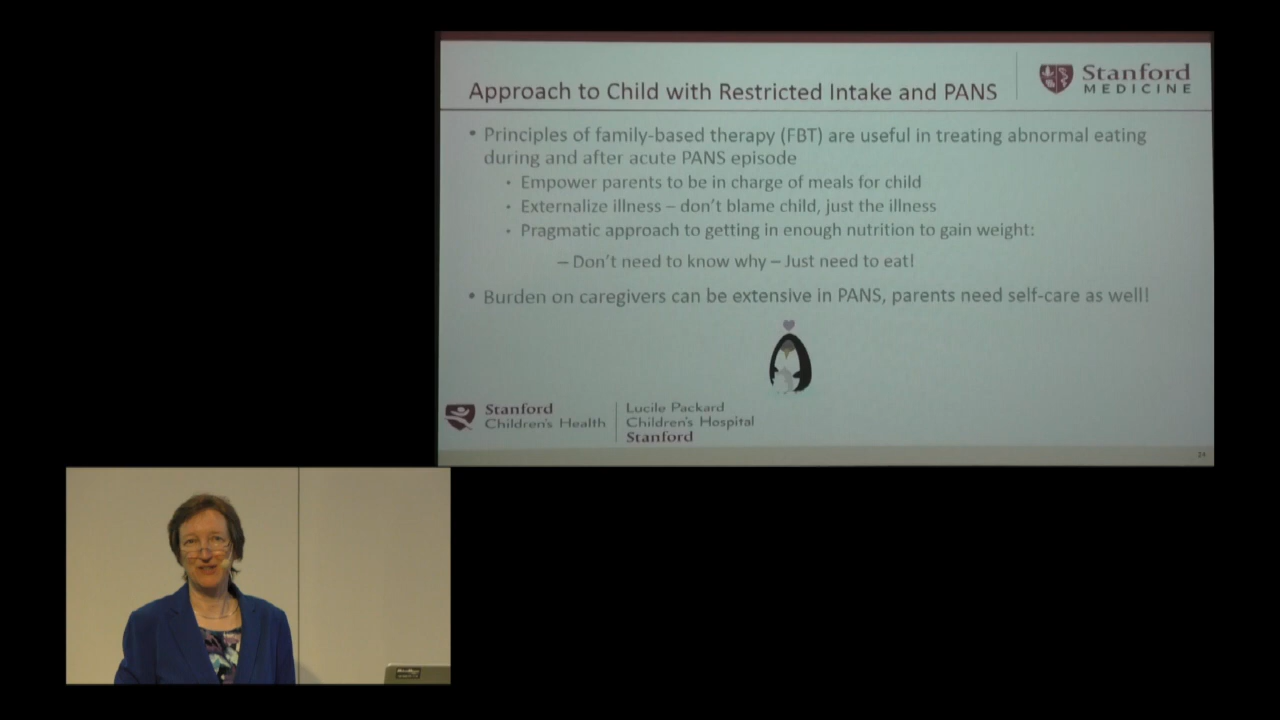 Approach to Child with Restricted Intake and PANS
Stanford
MEDICINE
• Principles of family-based therapy (FBT) are useful in treating abnormal eating
during and after acute PANS episode
• Empower parents to be in charge of meals for child
• Externalize illness – don't blame child, just the illness
• Pragmatic approach to getting in enough nutrition to gain weight:
– Don't need to know why – Just need to eat!
• Burden on caregivers can be extensive in PANS, parents need self-care as well!
Stanford
Children's Health
Lucile Packard
Children's Hospital
Stanford
24